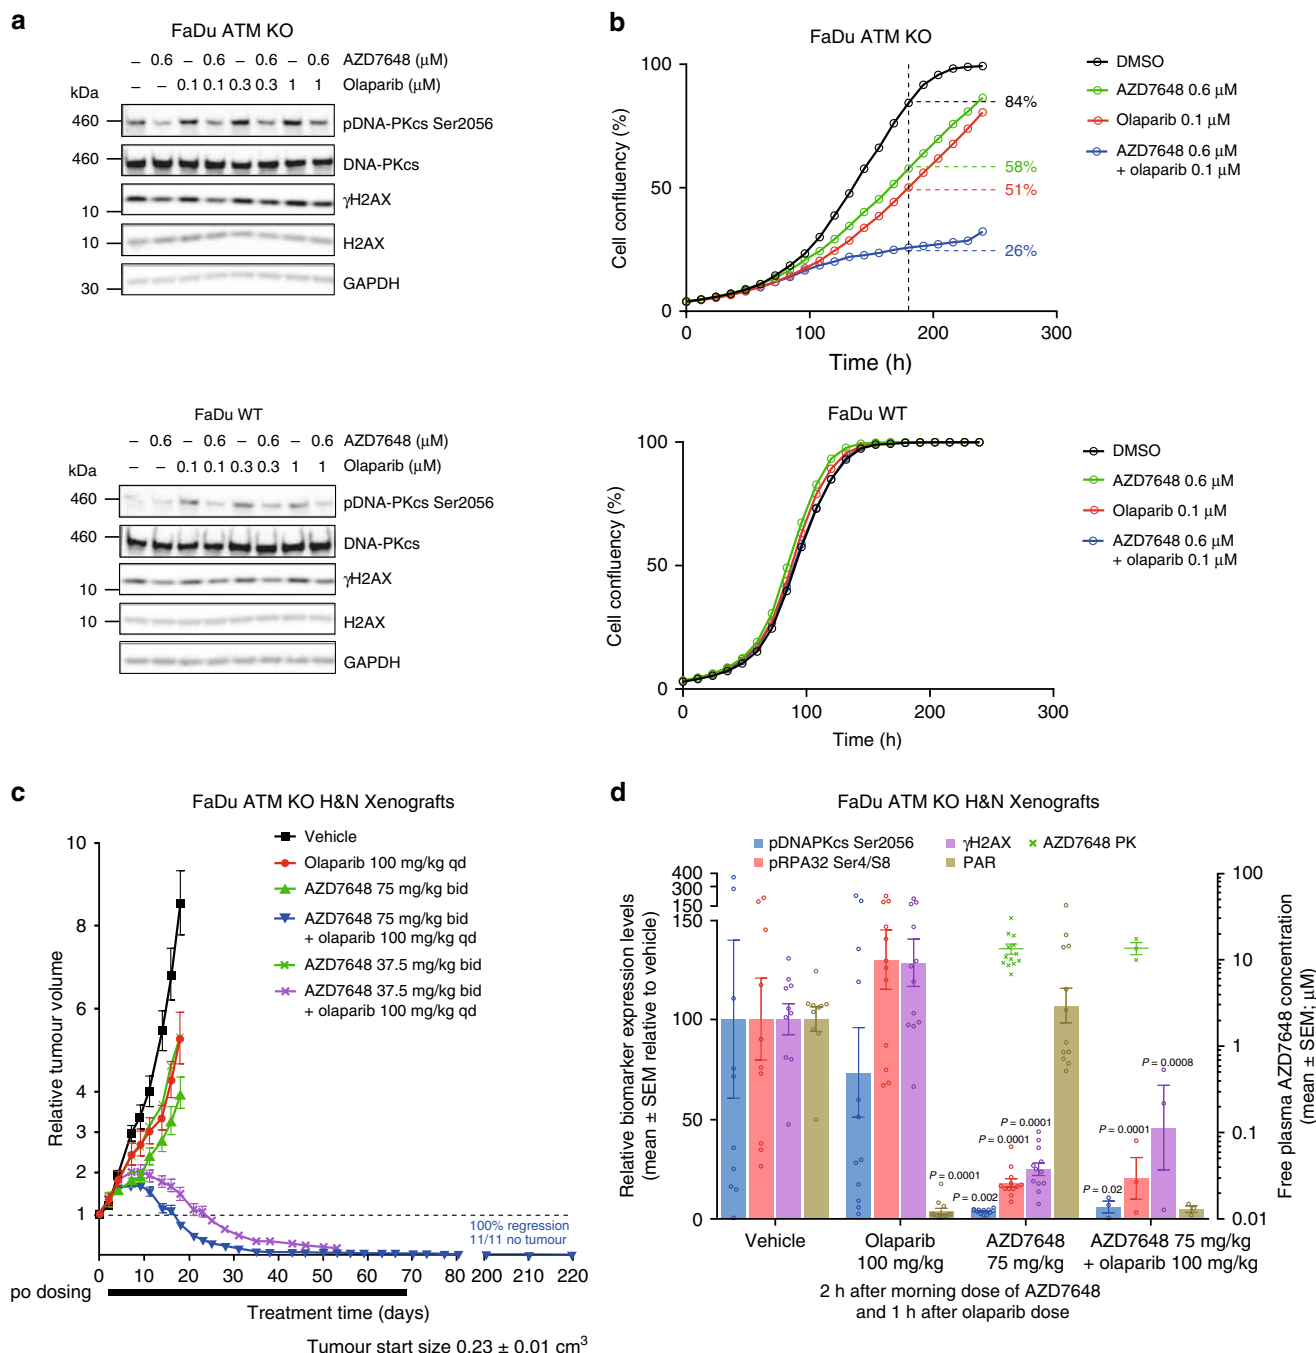 a
FaDu ATM KO
– 0.6 – 0.6 – 0.6 – 0.6 AZD7648 (μM)
– – 0.1 0.1 0.3 0.3 1 1 Olaparib (μM)
kDa
460 pDNA-PKcs Ser2056
460 DNA-PKcs
10 γH2AX
10 H2AX
30 GAPDH
FaDu WT
– 0.6 – 0.6 – 0.6 – 0.6 AZD7648 (μM)
– – 0.1 0.1 0.3 0.3 1 1 Olaparib (μM)
kDa
460 pDNA-PKcs Ser2056
460 DNA-PKcs
10 γH2AX
10 H2AX
GAPDH
b
FaDu ATM KO
Cell confluency (%)
100
50
0
0 100 200 300
Time (h)
84%
58%
51%
26%
DMSO
AZD7648 0.6 μM
Olaparib 0.1 μM
AZD7648 0.6 μM
+ olaparib 0.1 μM
FaDu WT
Cell confluency (%)
100
50
0
0 100 200 300
Time (h)
DMSO
AZD7648 0.6 μM
Olaparib 0.1 μM
AZD7648 0.6 μM
+ olaparib 0.1 μM
c
FaDu ATM KO H&N Xenografts
Relative tumour volume
10
8
6
4
3
2
1
Vehicle
Olaparib 100 mg/kg qd
AZD7648 75 mg/kg bid
AZD7648 75 mg/kg bid
+ olaparib 100 mg/kg qd
AZD7648 37.5 mg/kg bid
AZD7648 37.5 mg/kg bid
+ olaparib 100 mg/kg qd
100% regression
11/11 no tumour
0 10 20 30 40 50 60 70 80 200 210 220
po dosing
Treatment time (days)
Tumour start size 0.23 ± 0.01 cm³
d
FaDu ATM KO H&N Xenografts
pDNAPKcs Ser2056 γH2AX AZD7648 PK
pRPA32 Ser4/S8 PAR
Relative biomarker expression levels
(mean ± SEM relative to vehicle)
400
300
150
150
100
50
0
P = 0.0001
P = 0.002
P = 0.0001
P = 0.0001
P = 0.02
P = 0.0001
P = 0.0008
100
10
1
0.1
0.01
Free plasma AZD7648 concentration
(mean ± SEM; μM)
Vehicle Olaparib AZD7648 AZD7648 75 mg/kg
100 mg/kg 75 mg/kg + olaparib 100 mg/kg
2 h after morning dose of AZD7648
and 1 h after olaparib dose